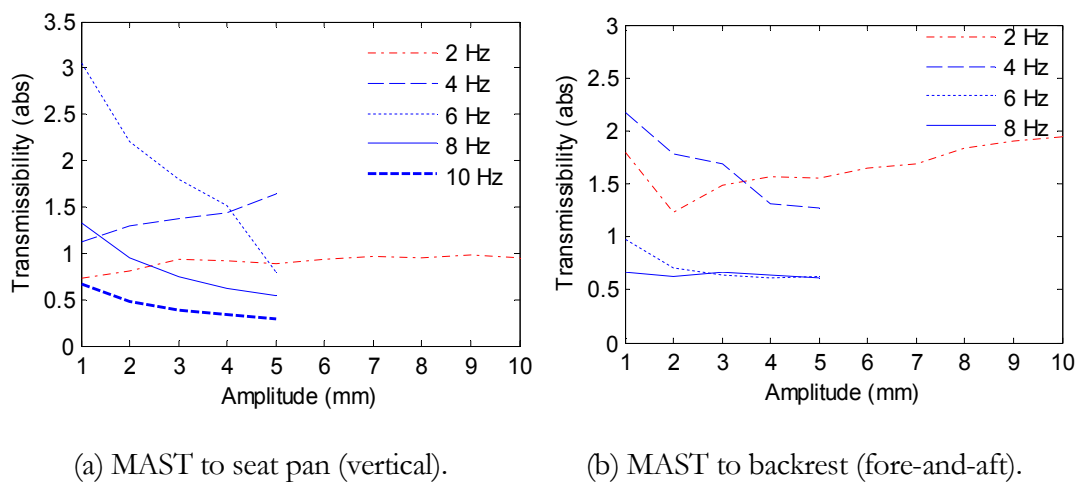 3.5
3
2.5
2
1.5
1
0.5
0
Transmissibility (abs)
2 Hz
4 Hz
6 Hz
8 Hz
10 Hz
1 2 3 4 5 6 7 8 9 10
Amplitude (mm)
(a) MAST to seat pan (vertical).
3
2.5
2
1.5
1
0.5
0
Transmissibility (abs)
2 Hz
4 Hz
6 Hz
8 Hz
1 2 3 4 5 6 7 8 9 10
Amplitude (mm)
(b) MAST to backrest (fore-and-aft).